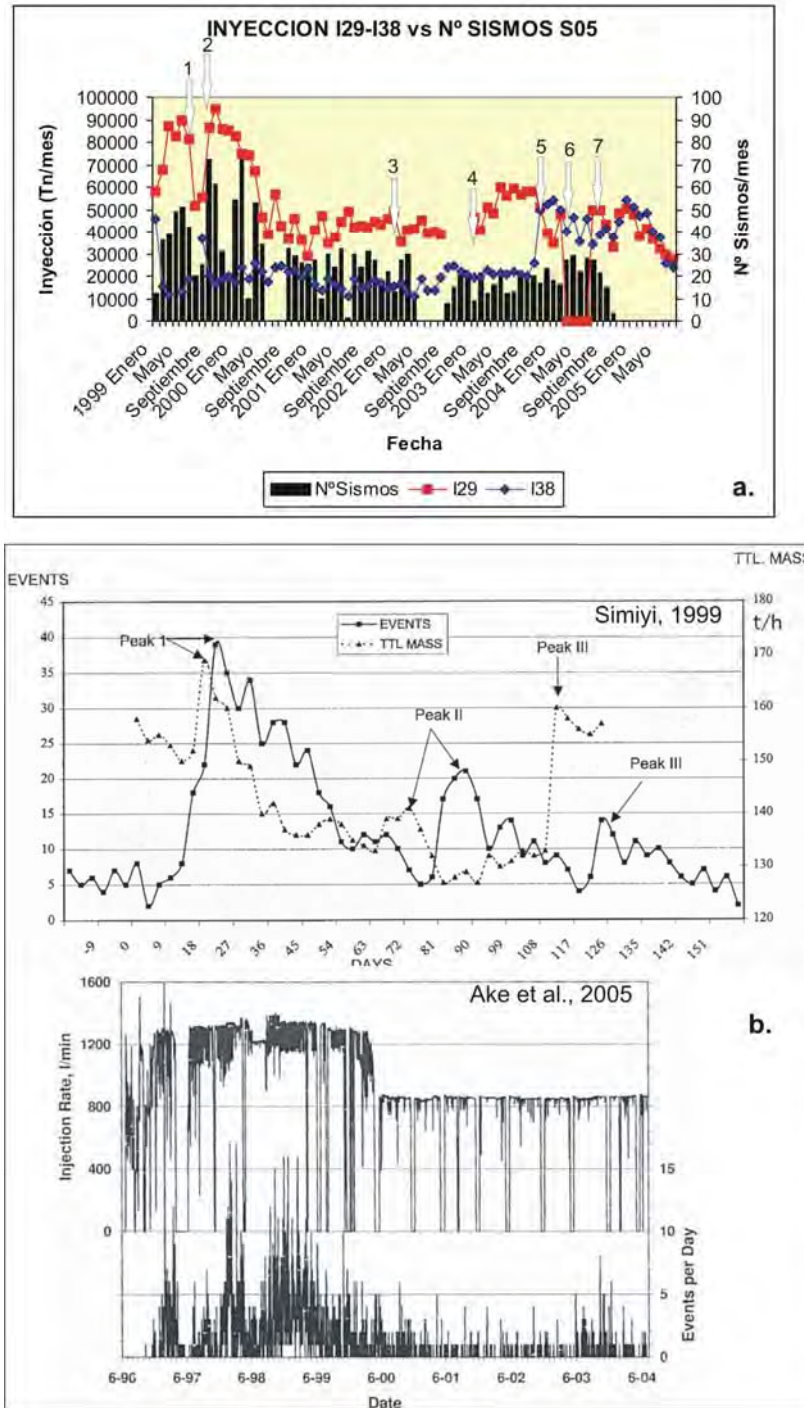 INYECCION I29-I38 vs Nº SISMOS S05
1 2 3 4 5 6 7
Inyección (Tn/mes)
100000
90000
80000
70000
60000
50000
40000
30000
20000
10000
0
100
90
80
70
60
50
40
30
20
10
0
Nº Sismos/mes
1999 Enero
Mayo
Septiembre
2000 Enero
Mayo
Septiembre
2001 Enero
Mayo
Septiembre
2002 Enero
Mayo
Septiembre
2003 Enero
Mayo
Septiembre
2004 Enero
Mayo
Septiembre
2005 Enero
Mayo
Fecha
NºSismos I29 I38
a.
EVENTS
TTL. MASS
45
40
35
30
25
20
15
10
5
0
180
t/h
170
160
150
140
130
120
Simiyi, 1999
EVENTS
TTL MASS
Peak 1
Peak II
Peak III
Peak III
-9 0 9 18 27 36 45 54 63 72 81 90 99 108 117 126 135 142 151
DAYS
Ake et al., 2005
b.
Injection Rate, l/min
1600
1200
800
400
0
15
10
5
0
Events per Day
6-96 6-97 6-98 6-99 6-00 6-01 6-02 6-03 6-04
Date